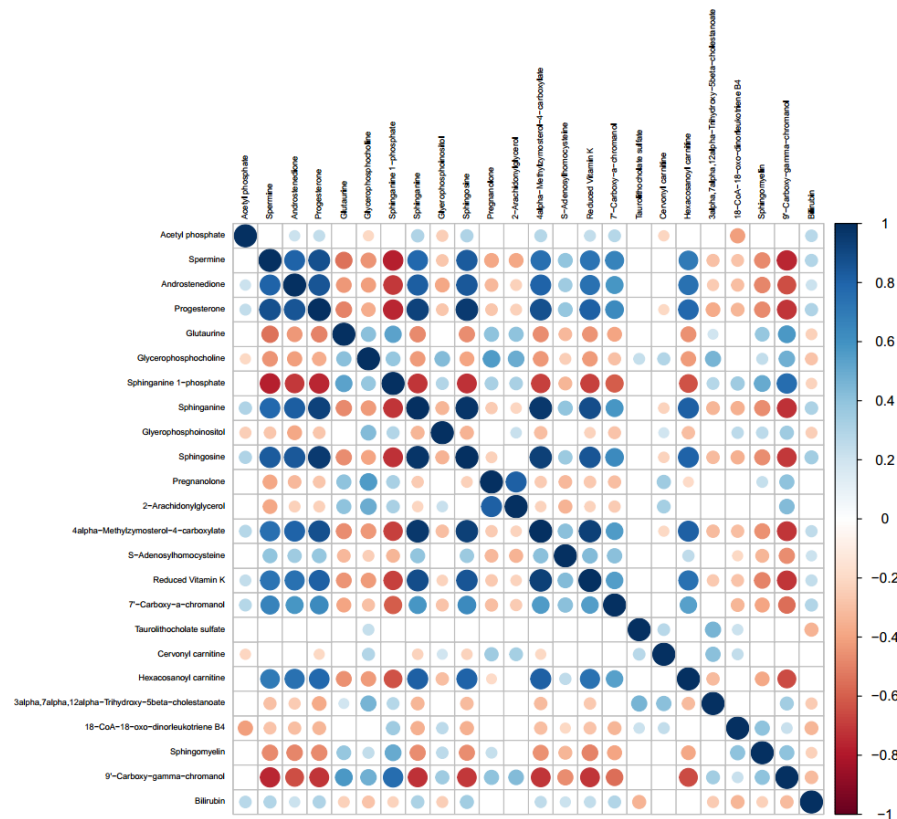 Acetyl phosphate
Spermine
Androstenedione
Progesterone
Glutaurine
Glycerophosphocholine
Sphinganine 1−phosphate
Sphinganine
Glyerophosphoinositol
Sphingosine
Pregnanolone
2−Arachidonylglycerol
4alpha−Methylzymosterol−4−carboxylate
S−Adenosylhomocysteine
Reduced Vitamin K
7'−Carboxy−a−chromanol
Taurolithocholate sulfate
Cervonyl carnitine
Hexacosanoyl carnitine
3alpha,7alpha,12alpha−Trihydroxy−5beta−cholestanoate
18−CoA−18−oxo−dinorleukotriene B4
Sphingomyelin
9'−Carboxy−gamma−chromanol
Bilirubin
Acetyl phosphate
Spermine
Androstenedione
Progesterone
Glutaurine
Glycerophosphocholine
Sphinganine 1−phosphate
Sphinganine
Glyerophosphoinositol
Sphingosine
Pregnanolone
2−Arachidonylglycerol
4alpha−Methylzymosterol−4−carboxylate
S−Adenosylhomocysteine
Reduced Vitamin K
7'−Carboxy−a−chromanol
Taurolithocholate sulfate
Cervonyl carnitine
Hexacosanoyl carnitine
3alpha,7alpha,12alpha−Trihydroxy−5beta−cholestanoate
18−CoA−18−oxo−dinorleukotriene B4
Sphingomyelin
9'−Carboxy−gamma−chromanol
Bilirubin
1
0.8
0.6
0.4
0.2
0
−0.2
−0.4
−0.6
−0.8
−1